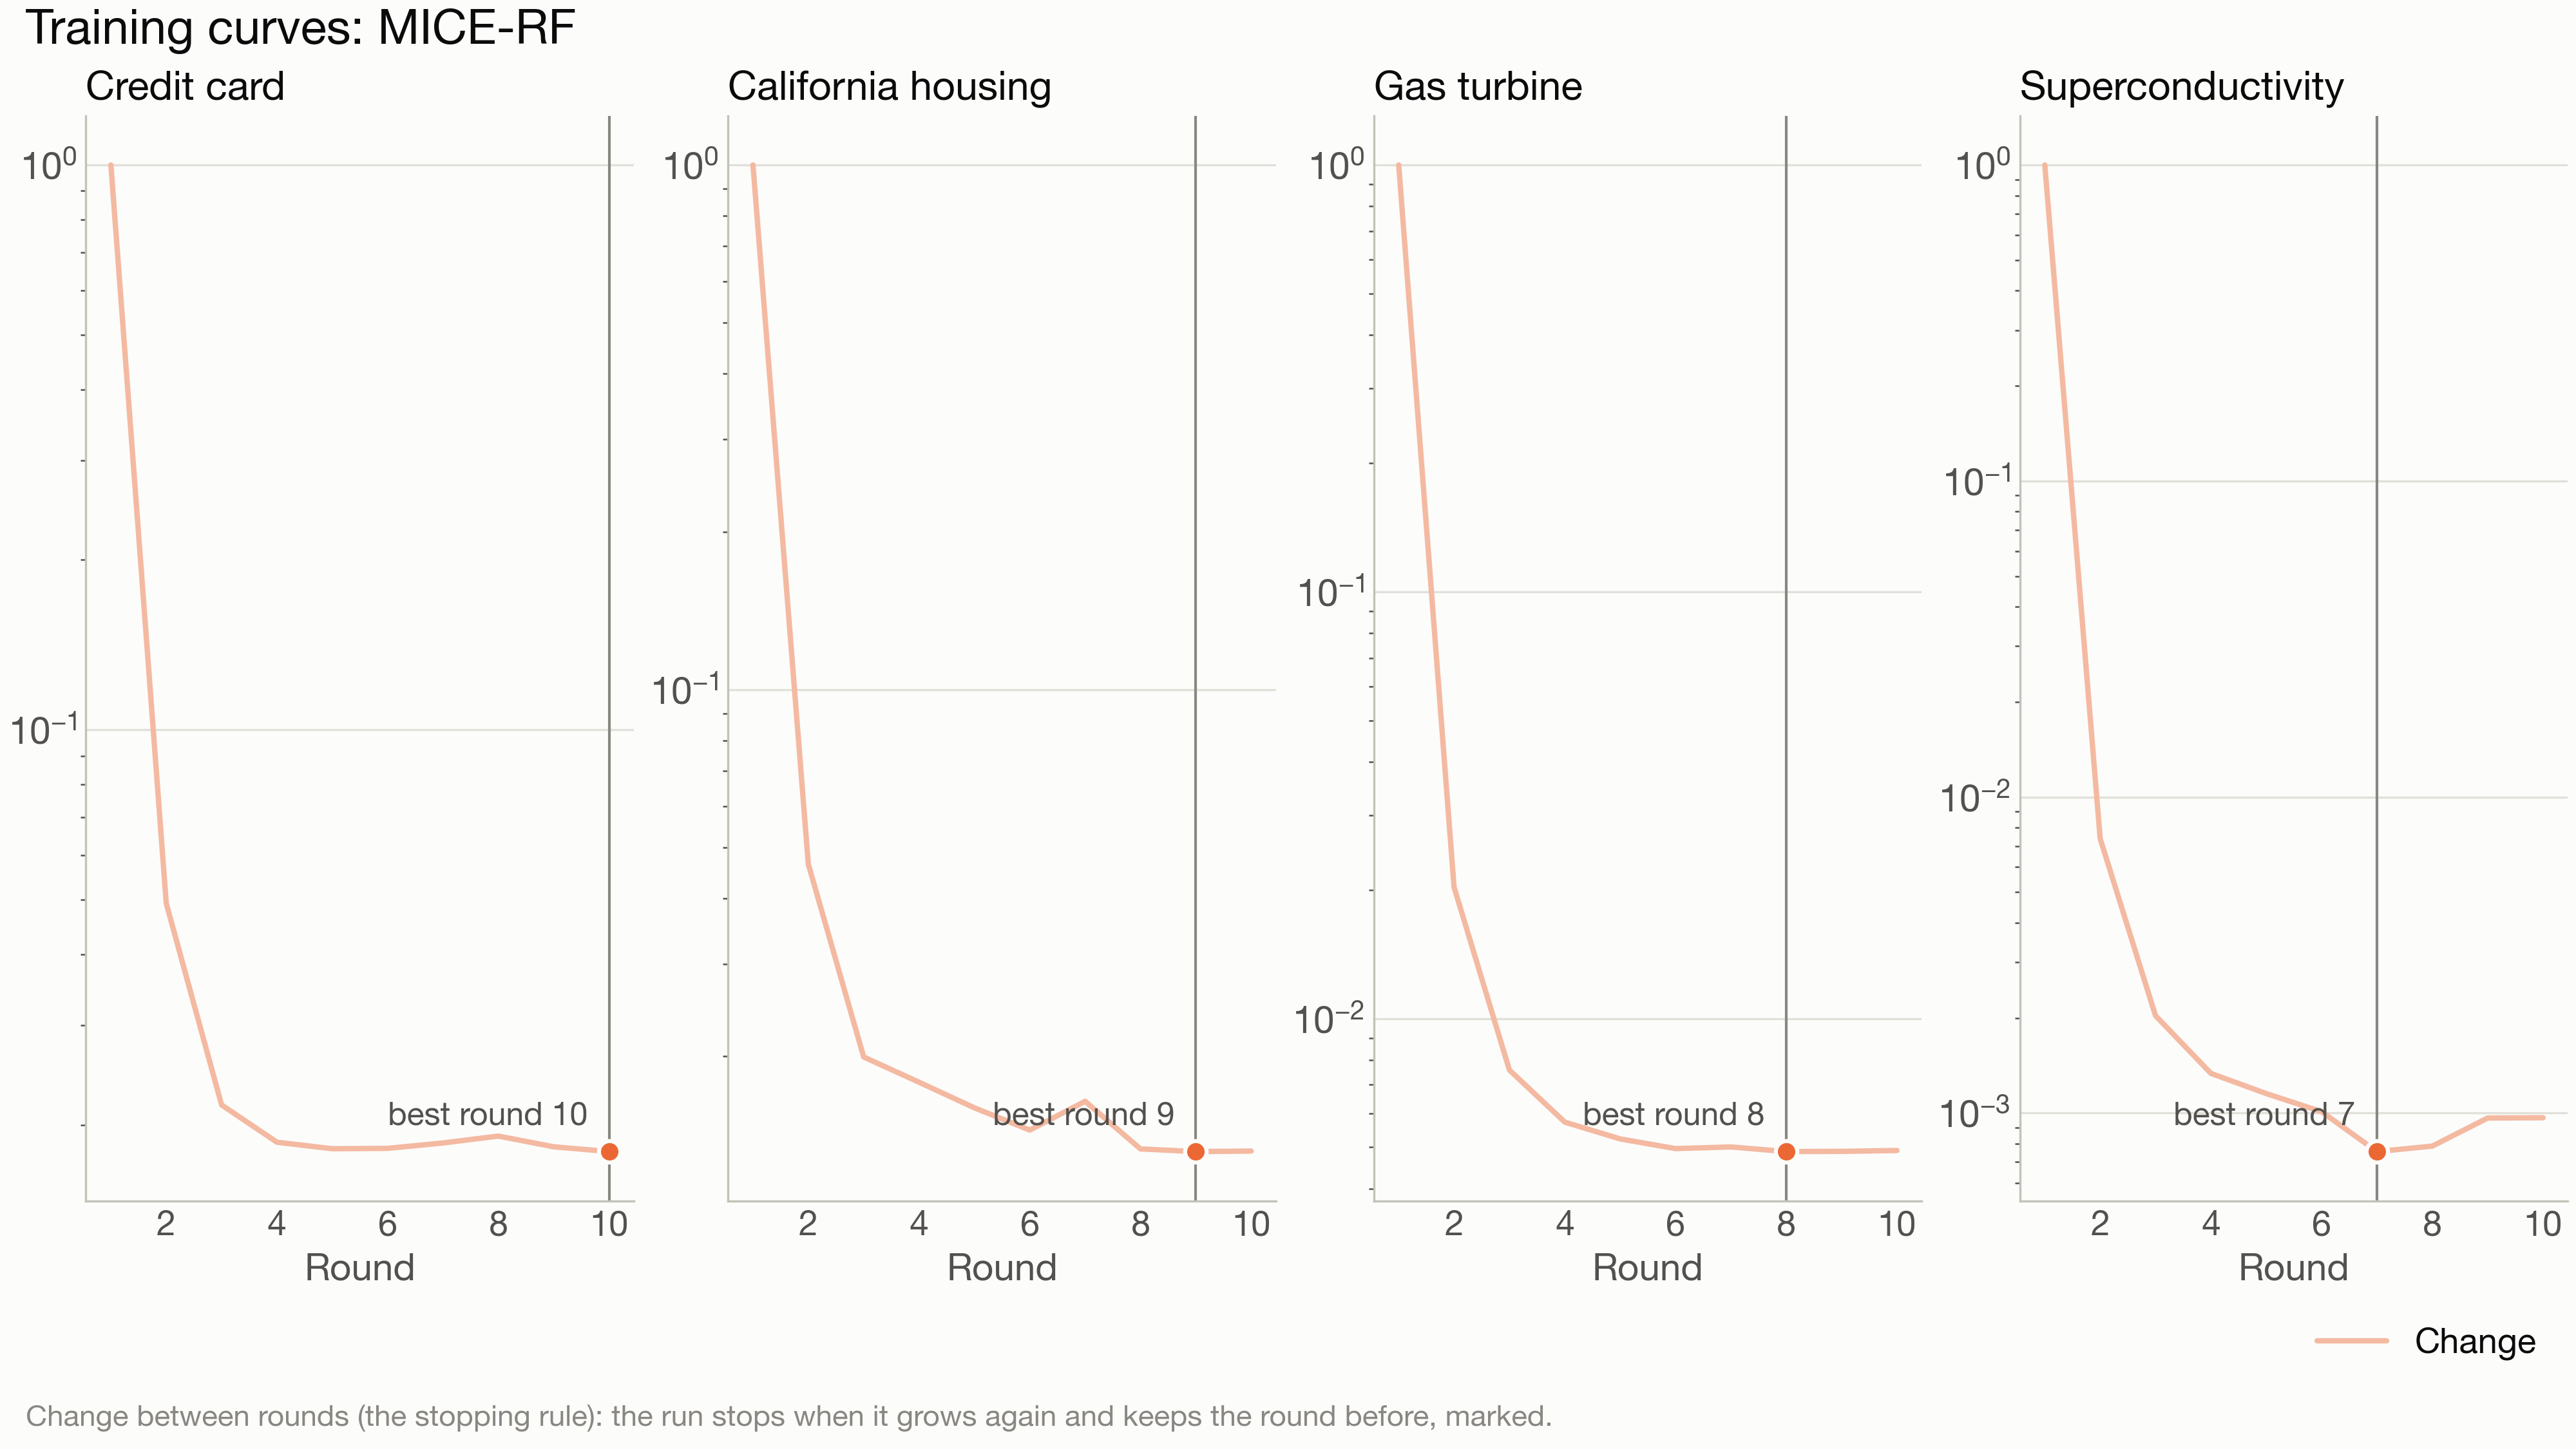 Training curves: MICE-RF
Credit card
California housing
Gas turbine
Superconductivity
10⁰
10⁻¹
10⁰
10⁻¹
10⁰
10⁻¹
10⁻²
10⁰
10⁻¹
10⁻²
10⁻³
best round 10
best round 9
best round 8
best round 7
2 4 6 8 10
2 4 6 8 10
2 4 6 8 10
2 4 6 8 10
Round
Round
Round
Round
Change
Change between rounds (the stopping rule): the run stops when it grows again and keeps the round before, marked.